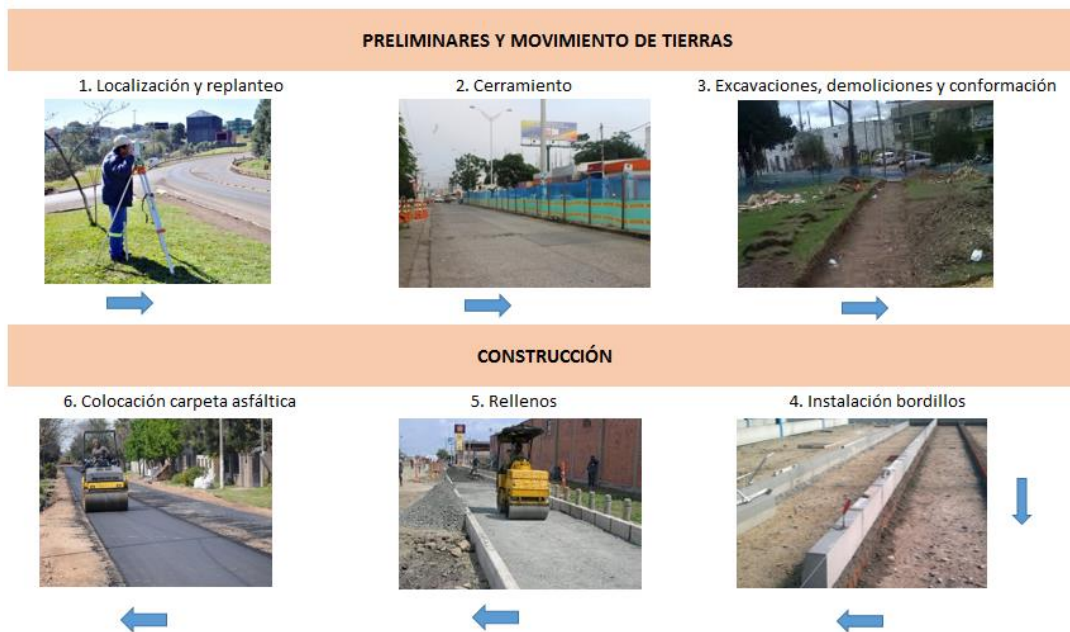 PRELIMINARES Y MOVIMIENTO DE TIERRAS
1. Localización y replanteo
2. Cerramiento
3. Excavaciones, demoliciones y conformación
CONSTRUCCIÓN
6. Colocación carpeta asfáltica
5. Rellenos
4. Instalación bordillos